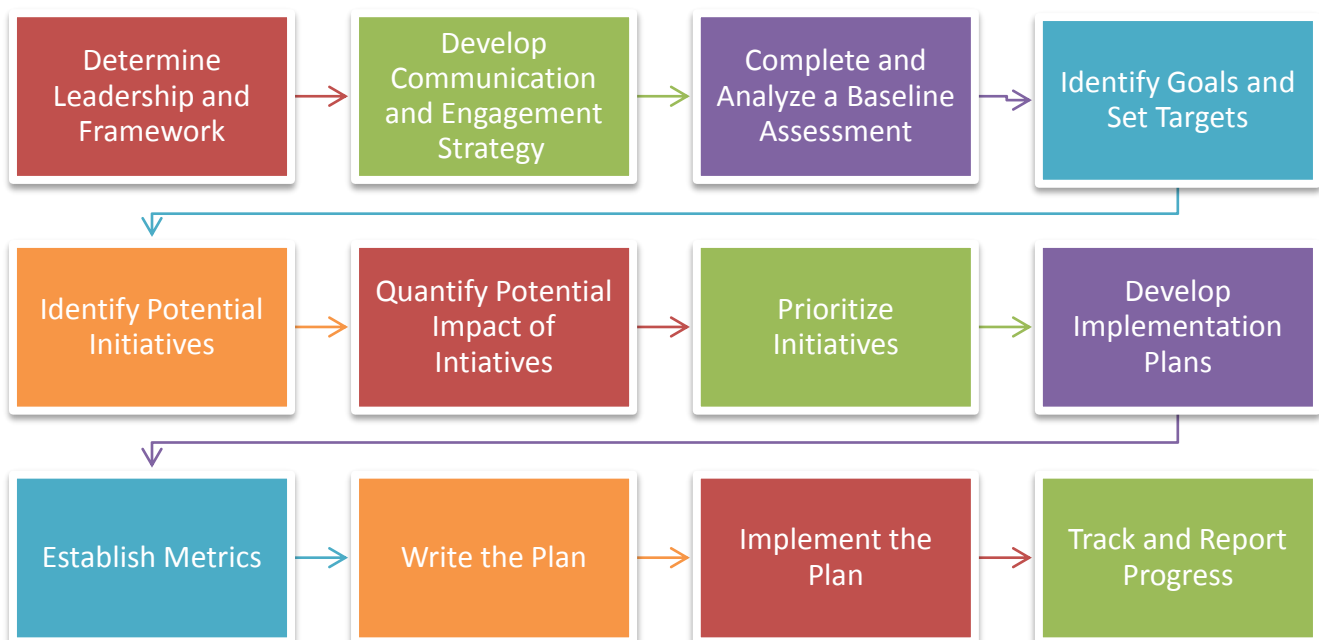 Determine
Leadership and
Framework
Develop
Communication
and Engagement
Strategy
Complete and
Analyze a Baseline
Assessment
Identify Goals and
Set Targets
Identify Potential
Initiatives
Quantify Potential
Impact of
Intiatives
Prioritize
Initiatives
Develop
Implementation
Plans
Establish Metrics
Write the Plan
Implement the
Plan
Track and Report
Progress